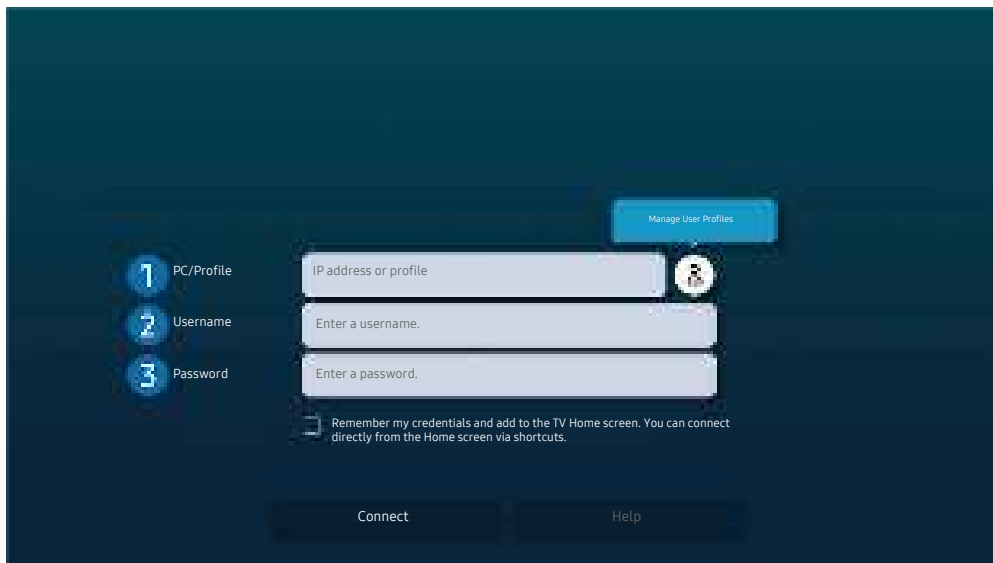 Manage User Profiles
1 PC/Profile IP address or profile
2 Username Enter a username.
3 Password Enter a password.
Remember my credentials and add to the TV Home screen. You can connect
directly from the Home screen via shortcuts.
Connect Help